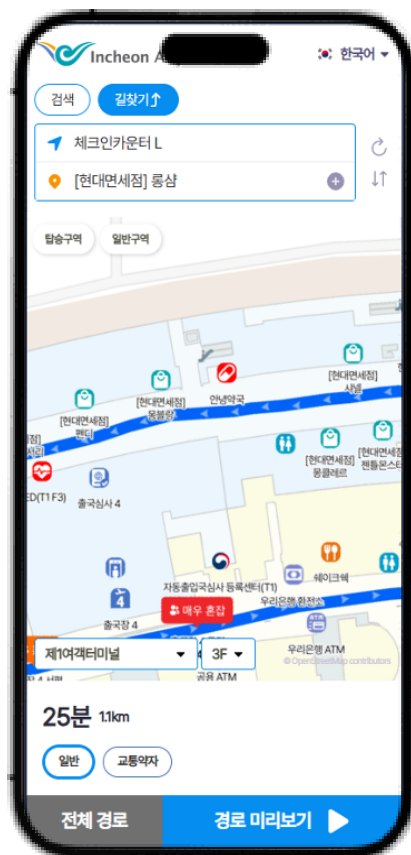 Incheon A
한국어
검색
길찾기
체크인카운터 L
[현대면세점] 롱샴
탑승구역
일반구역
[현대면세점]
샤넬
안녕약국
[현대면세점]
몽블랑
[현대면세점]
펜디
[현대면세점]
몽클레르
[현대면세
젠틀몬스터
ED(T1 F3)
출국심사 4
쉐이크쉑
자동출입국심사 등록센터(T1)
우리은행 환전소
4
출국장 4
매우 혼잡
우리은행 ATM
제1여객터미널
3F
© OpenStreetMap contributors
공용 ATM
25분 1.1km
일반
교통약자
전체 경로
경로 미리보기